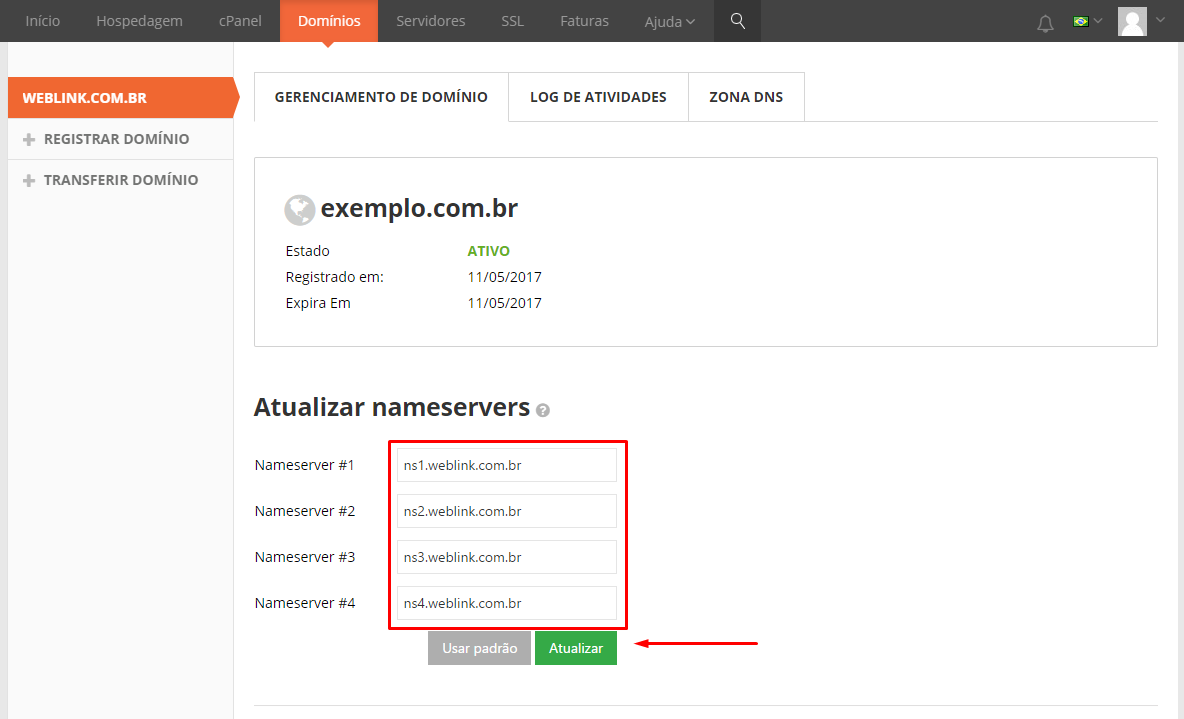 Início Hospedagem cPanel Domínios Servidores SSL Faturas Ajuda
WEBLINK.COM.BR
REGISTRAR DOMÍNIO
TRANSFERIR DOMÍNIO
GERENCIAMENTO DE DOMÍNIO LOG DE ATIVIDADES ZONA DNS
exemplo.com.br
Estado ATIVO
Registrado em: 11/05/2017
Expira Em 11/05/2017
Atualizar nameservers ?
Nameserver #1 ns1.weblink.com.br
Nameserver #2 ns2.weblink.com.br
Nameserver #3 ns3.weblink.com.br
Nameserver #4 ns4.weblink.com.br
Usar padrão Atualizar